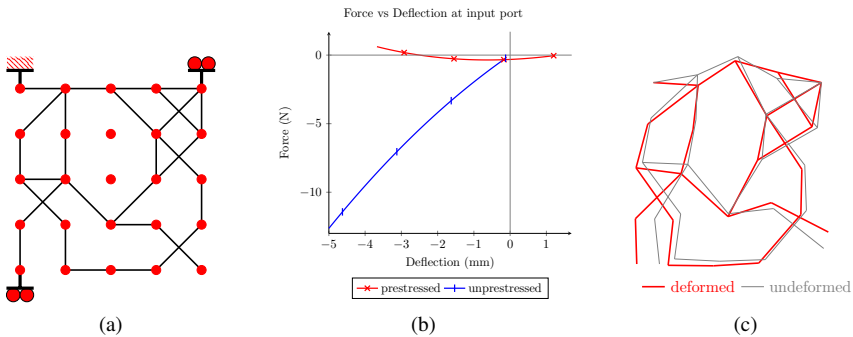 Force vs Deflection at input port
Force (N)
0
−5
−10
−5 −4 −3 −2 −1 0 1
Deflection (mm)
prestressed unprestressed
deformed undeformed
(a) (b) (c)